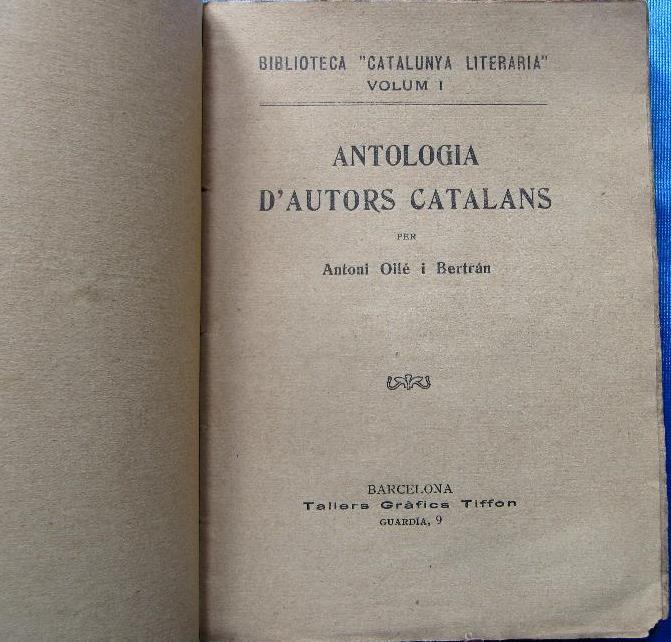 BIBLIOTECA "CATALUNYA LITERARIA"
VOLUM I
ANTOLOGIA
D'AUTORS CATALANS
PER
Antoni Ollé i Bertrán
BARCELONA
Tallers Gràfics Tiffon
GUARDIA, 9